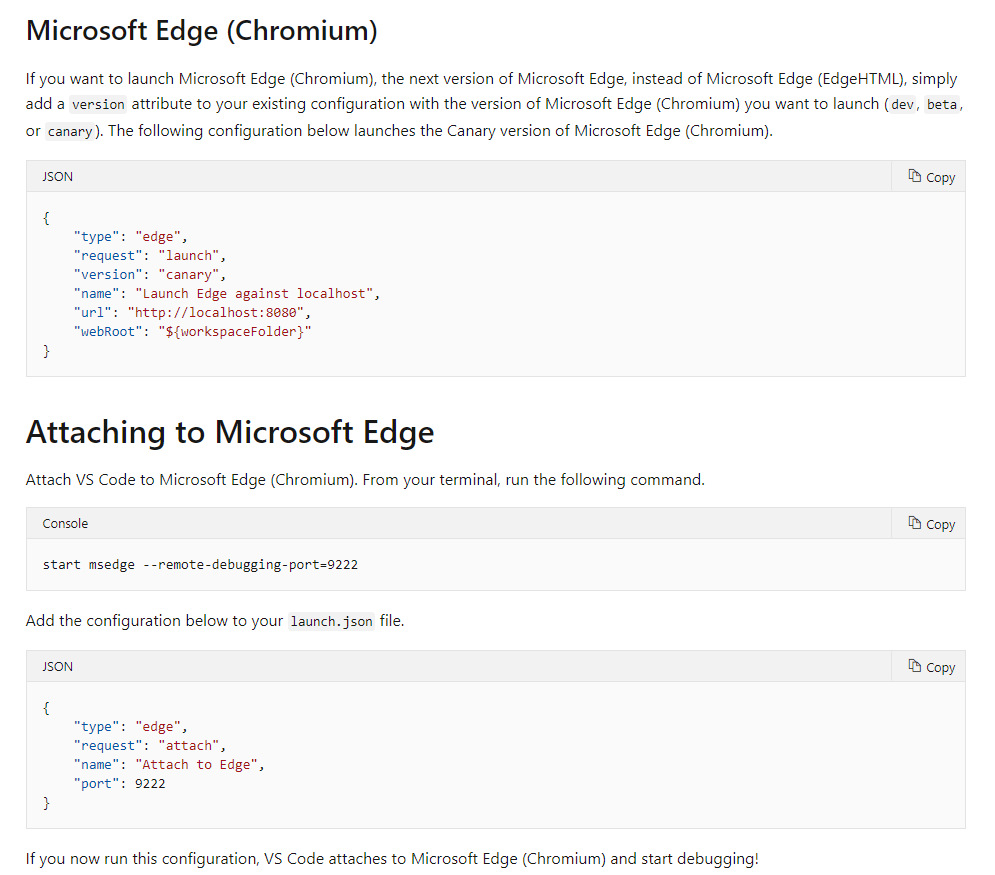 Microsoft Edge (Chromium)
If you want to launch Microsoft Edge (Chromium), the next version of Microsoft Edge, instead of Microsoft Edge (EdgeHTML), simply
add a version attribute to your existing configuration with the version of Microsoft Edge (Chromium) you want to launch (dev, beta,
or canary). The following configuration below launches the Canary version of Microsoft Edge (Chromium).
JSON Copy
{
    "type": "edge",
    "request": "launch",
    "version": "canary",
    "name": "Launch Edge against localhost",
    "url": "http://localhost:8080",
    "webRoot": "${workspaceFolder}"
}
Attaching to Microsoft Edge
Attach VS Code to Microsoft Edge (Chromium). From your terminal, run the following command.
Console Copy
start msedge --remote-debugging-port=9222
Add the configuration below to your launch.json file.
JSON Copy
{
    "type": "edge",
    "request": "attach",
    "name": "Attach to Edge",
    "port": 9222
}
If you now run this configuration, VS Code attaches to Microsoft Edge (Chromium) and start debugging!